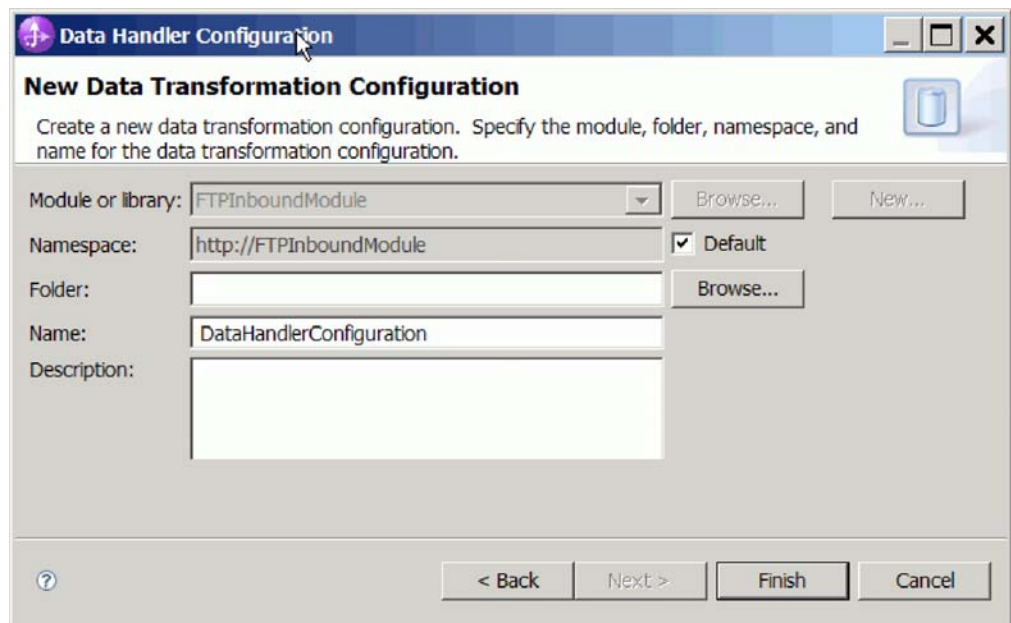 Data Handler Configuration
New Data Transformation Configuration
Create a new data transformation configuration. Specify the module, folder, namespace, and
name for the data transformation configuration.
Module or library: FTPInboundModule Browse... New...
Namespace: http://FTPInboundModule Default
Folder: Browse...
Name: DataHandlerConfiguration
Description:
? < Back Next > Finish Cancel